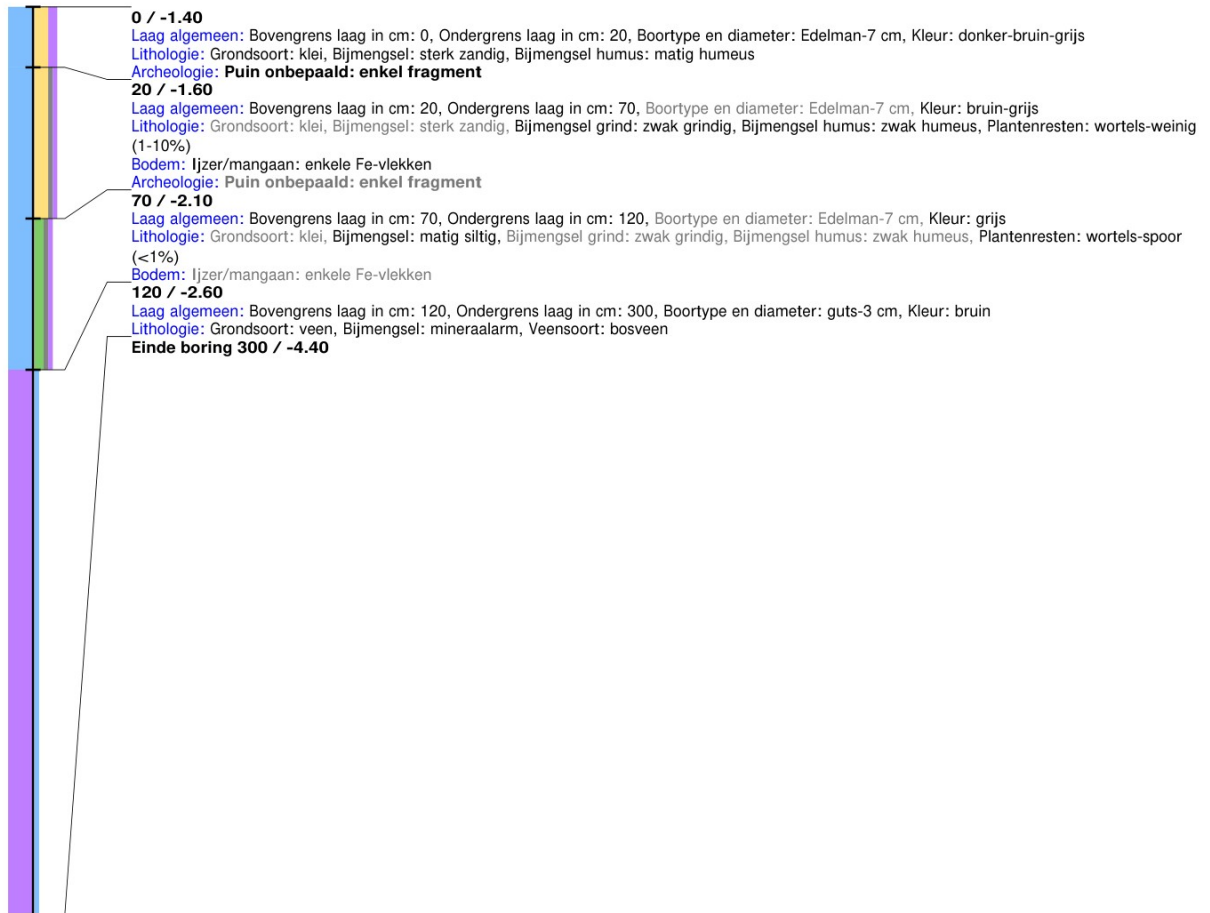 0 / -1.40
Laag algemeen: Bovengrens laag in cm: 0, Ondergrens laag in cm: 20, Boortype en diameter: Edelman-7 cm, Kleur: donker-bruin-grijs
Lithologie: Grondsoort: klei, Bijmengsel: sterk zandig, Bijmengsel humus: matig humeus
Archeologie: Puin onbepaald: enkel fragment
20 / -1.60
Laag algemeen: Bovengrens laag in cm: 20, Ondergrens laag in cm: 70, Boortype en diameter: Edelman-7 cm, Kleur: bruin-grijs
Lithologie: Grondsoort: klei, Bijmengsel: sterk zandig, Bijmengsel grind: zwak grindig, Bijmengsel humus: zwak humeus, Plantenresten: wortels-weinig
(1-10%)
Bodem: Ijzer/mangaan: enkele Fe-vlekken
Archeologie: Puin onbepaald: enkel fragment
70 / -2.10
Laag algemeen: Bovengrens laag in cm: 70, Ondergrens laag in cm: 120, Boortype en diameter: Edelman-7 cm, Kleur: grijs
Lithologie: Grondsoort: klei, Bijmengsel: matig siltig, Bijmengsel grind: zwak grindig, Bijmengsel humus: zwak humeus, Plantenresten: wortels-spoor
(<1%)
Bodem: Ijzer/mangaan: enkele Fe-vlekken
120 / -2.60
Laag algemeen: Bovengrens laag in cm: 120, Ondergrens laag in cm: 300, Boortype en diameter: guts-3 cm, Kleur: bruin
Lithologie: Grondsoort: veen, Bijmengsel: mineraalarm, Veensoort: bosveen
Einde boring 300 / -4.40